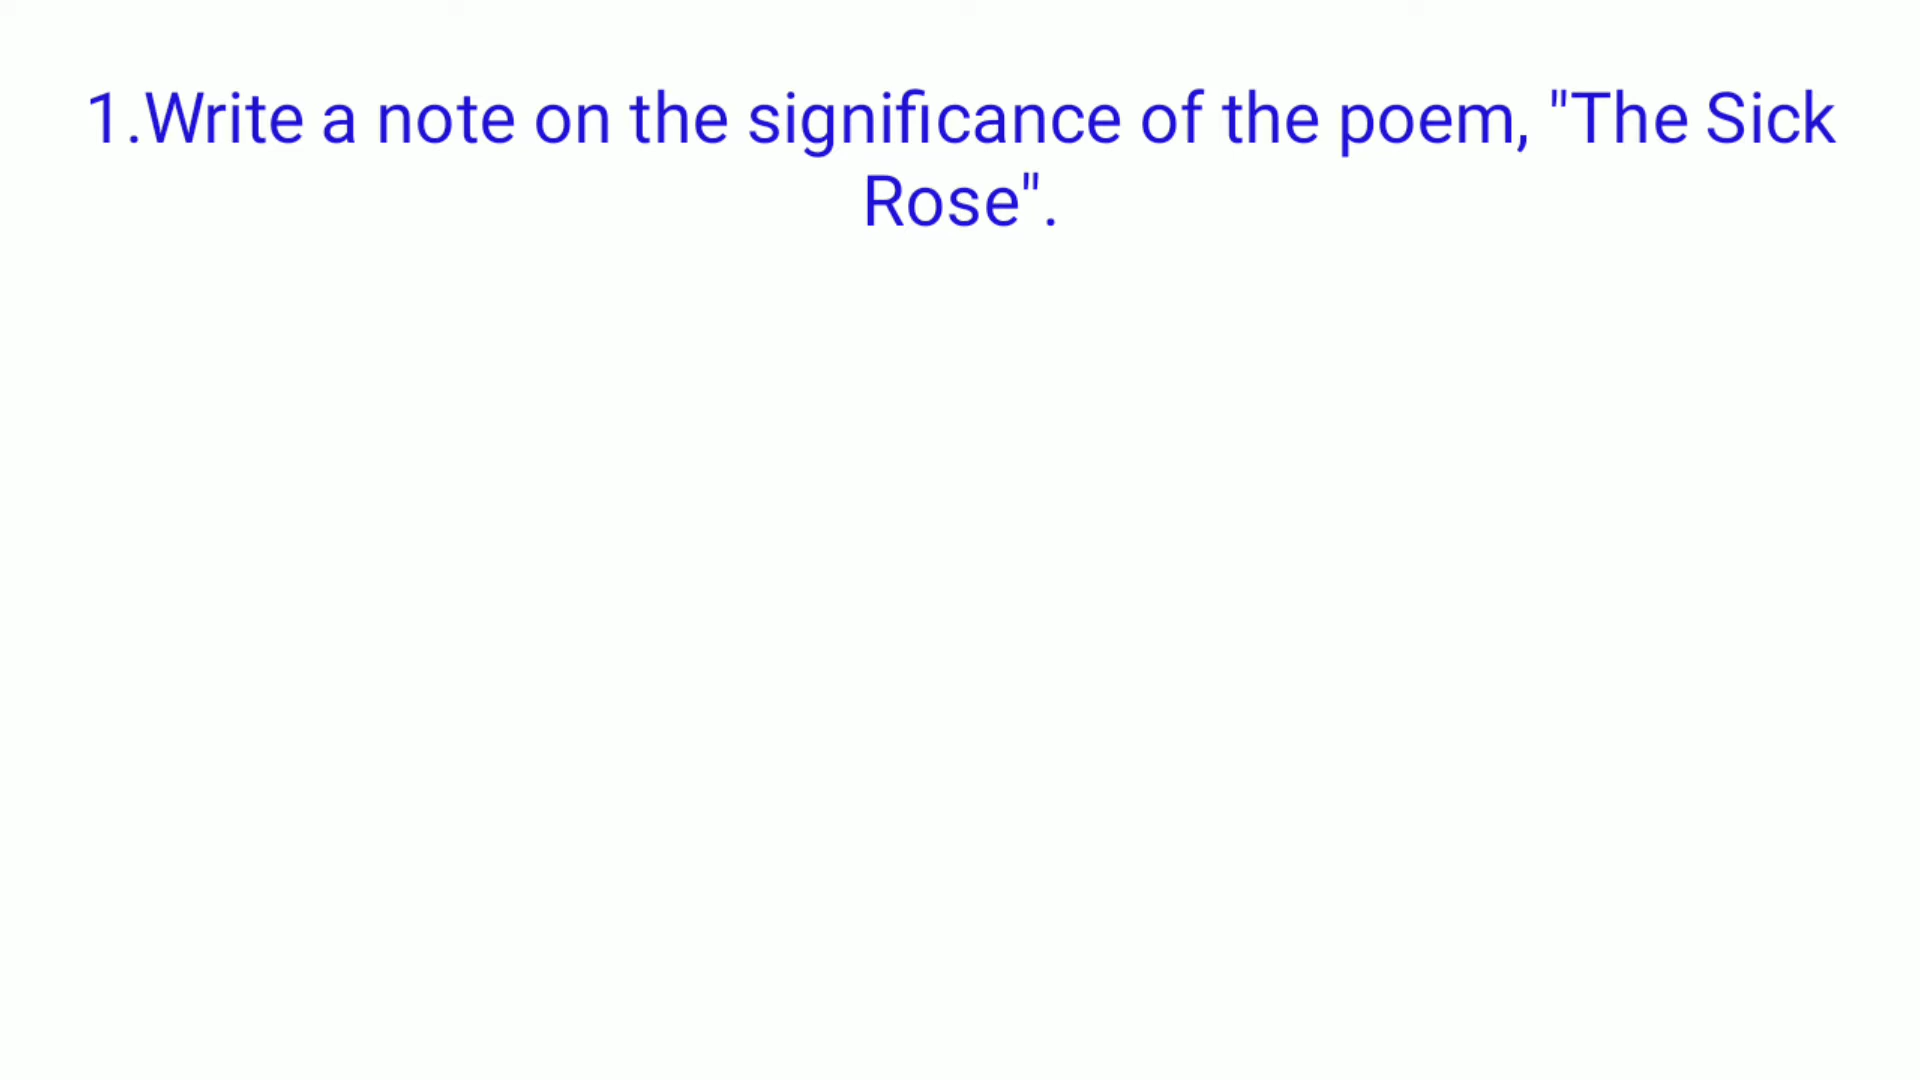 1.Write a note on the significance of the poem, "The Sick
Rose".